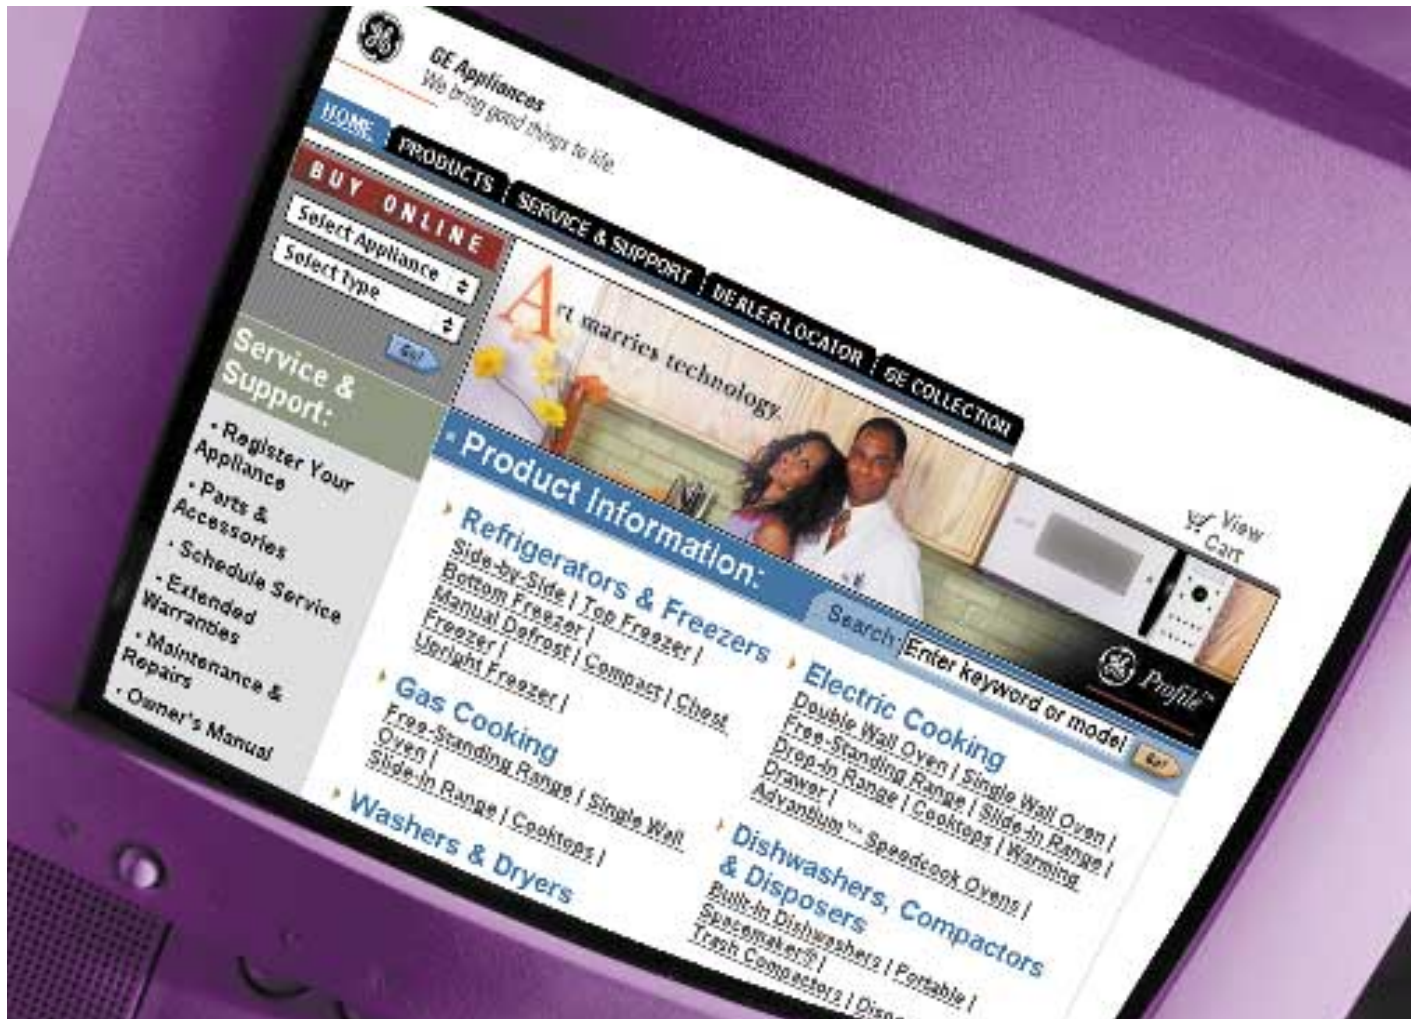 GE Appliances
We bring good things to life.
HOME
PRODUCTS
SERVICE & SUPPORT
DEALER LOCATOR
GE COLLECTION
BUY ONLINE
Select Appliance
Select Type
Go!
Service &
Support:
• Register Your
Appliance
• Parts &
Accessories
• Schedule Service
• Extended
Warranties
• Maintenance &
Repairs
• Owner's Manual
Art marries technology.
View
Cart
GE Profile™
Product Information:
Search:
Enter keyword or model
Go!
Refrigerators & Freezers
Side-by-Side | Top Freezer |
Bottom Freezer |
Manual Defrost | Compact | Chest
Freezer |
Upright Freezer |
Gas Cooking
Free-Standing Range | Single Wall
Oven |
Slide-In Range | Cooktops |
Washers & Dryers
Electric Cooking
Double Wall Oven | Single Wall Oven |
Free-Standing Range | Slide-In Range |
Drop-In Range | Cooktops | Warming
Drawer |
Advantium™ Speedcook Ovens |
Dishwashers, Compactors
& Disposers
Built-In Dishwashers | Portable |
Spacemaker® |
Trash Compactors |